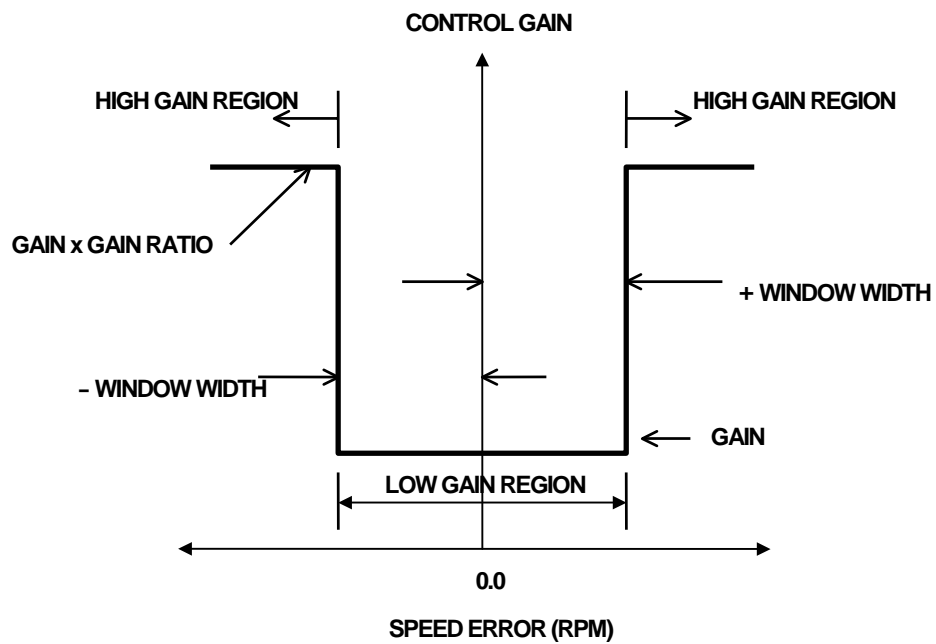 CONTROL GAIN
HIGH GAIN REGION
HIGH GAIN REGION
GAIN x GAIN RATIO
+ WINDOW WIDTH
– WINDOW WIDTH
GAIN
LOW GAIN REGION
0.0
SPEED ERROR (RPM)